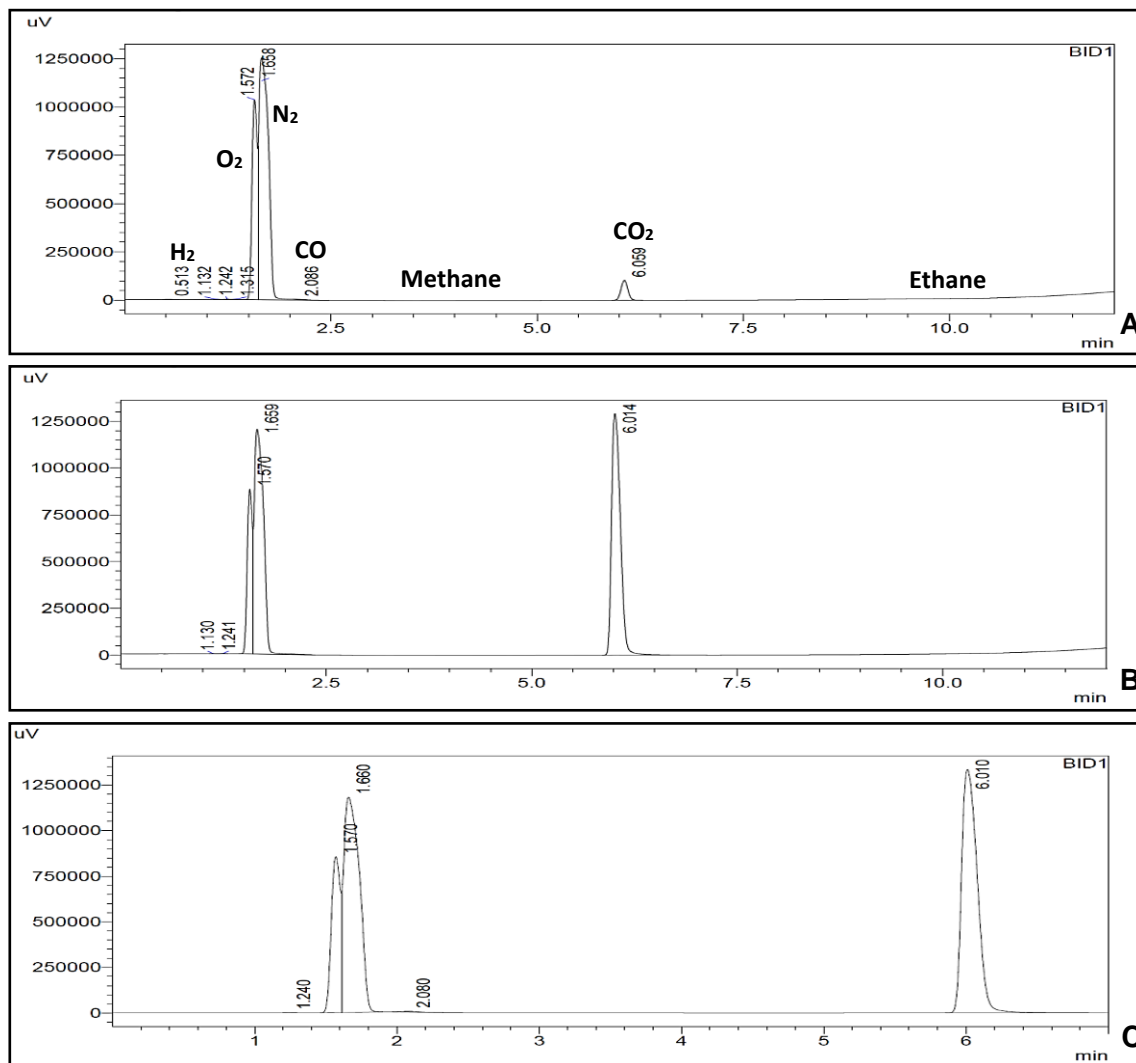 uV
BID1
1250000
1000000
750000
500000
250000
0
1.572
1.658
N₂
O₂
H₂
0.513
1.132
1.242
1.315
CO
2.086
Methane
CO₂
6.059
Ethane
2.5 5.0 7.5 10.0
min
A
uV
BID1
1250000
1000000
750000
500000
250000
0
1.130
1.241
1.570
1.659
6.014
2.5 5.0 7.5 10.0
min
B
uV
BID1
1250000
1000000
750000
500000
250000
0
1.240
1.570
1.660
2.080
6.010
1 2 3 4 5 6
min
C